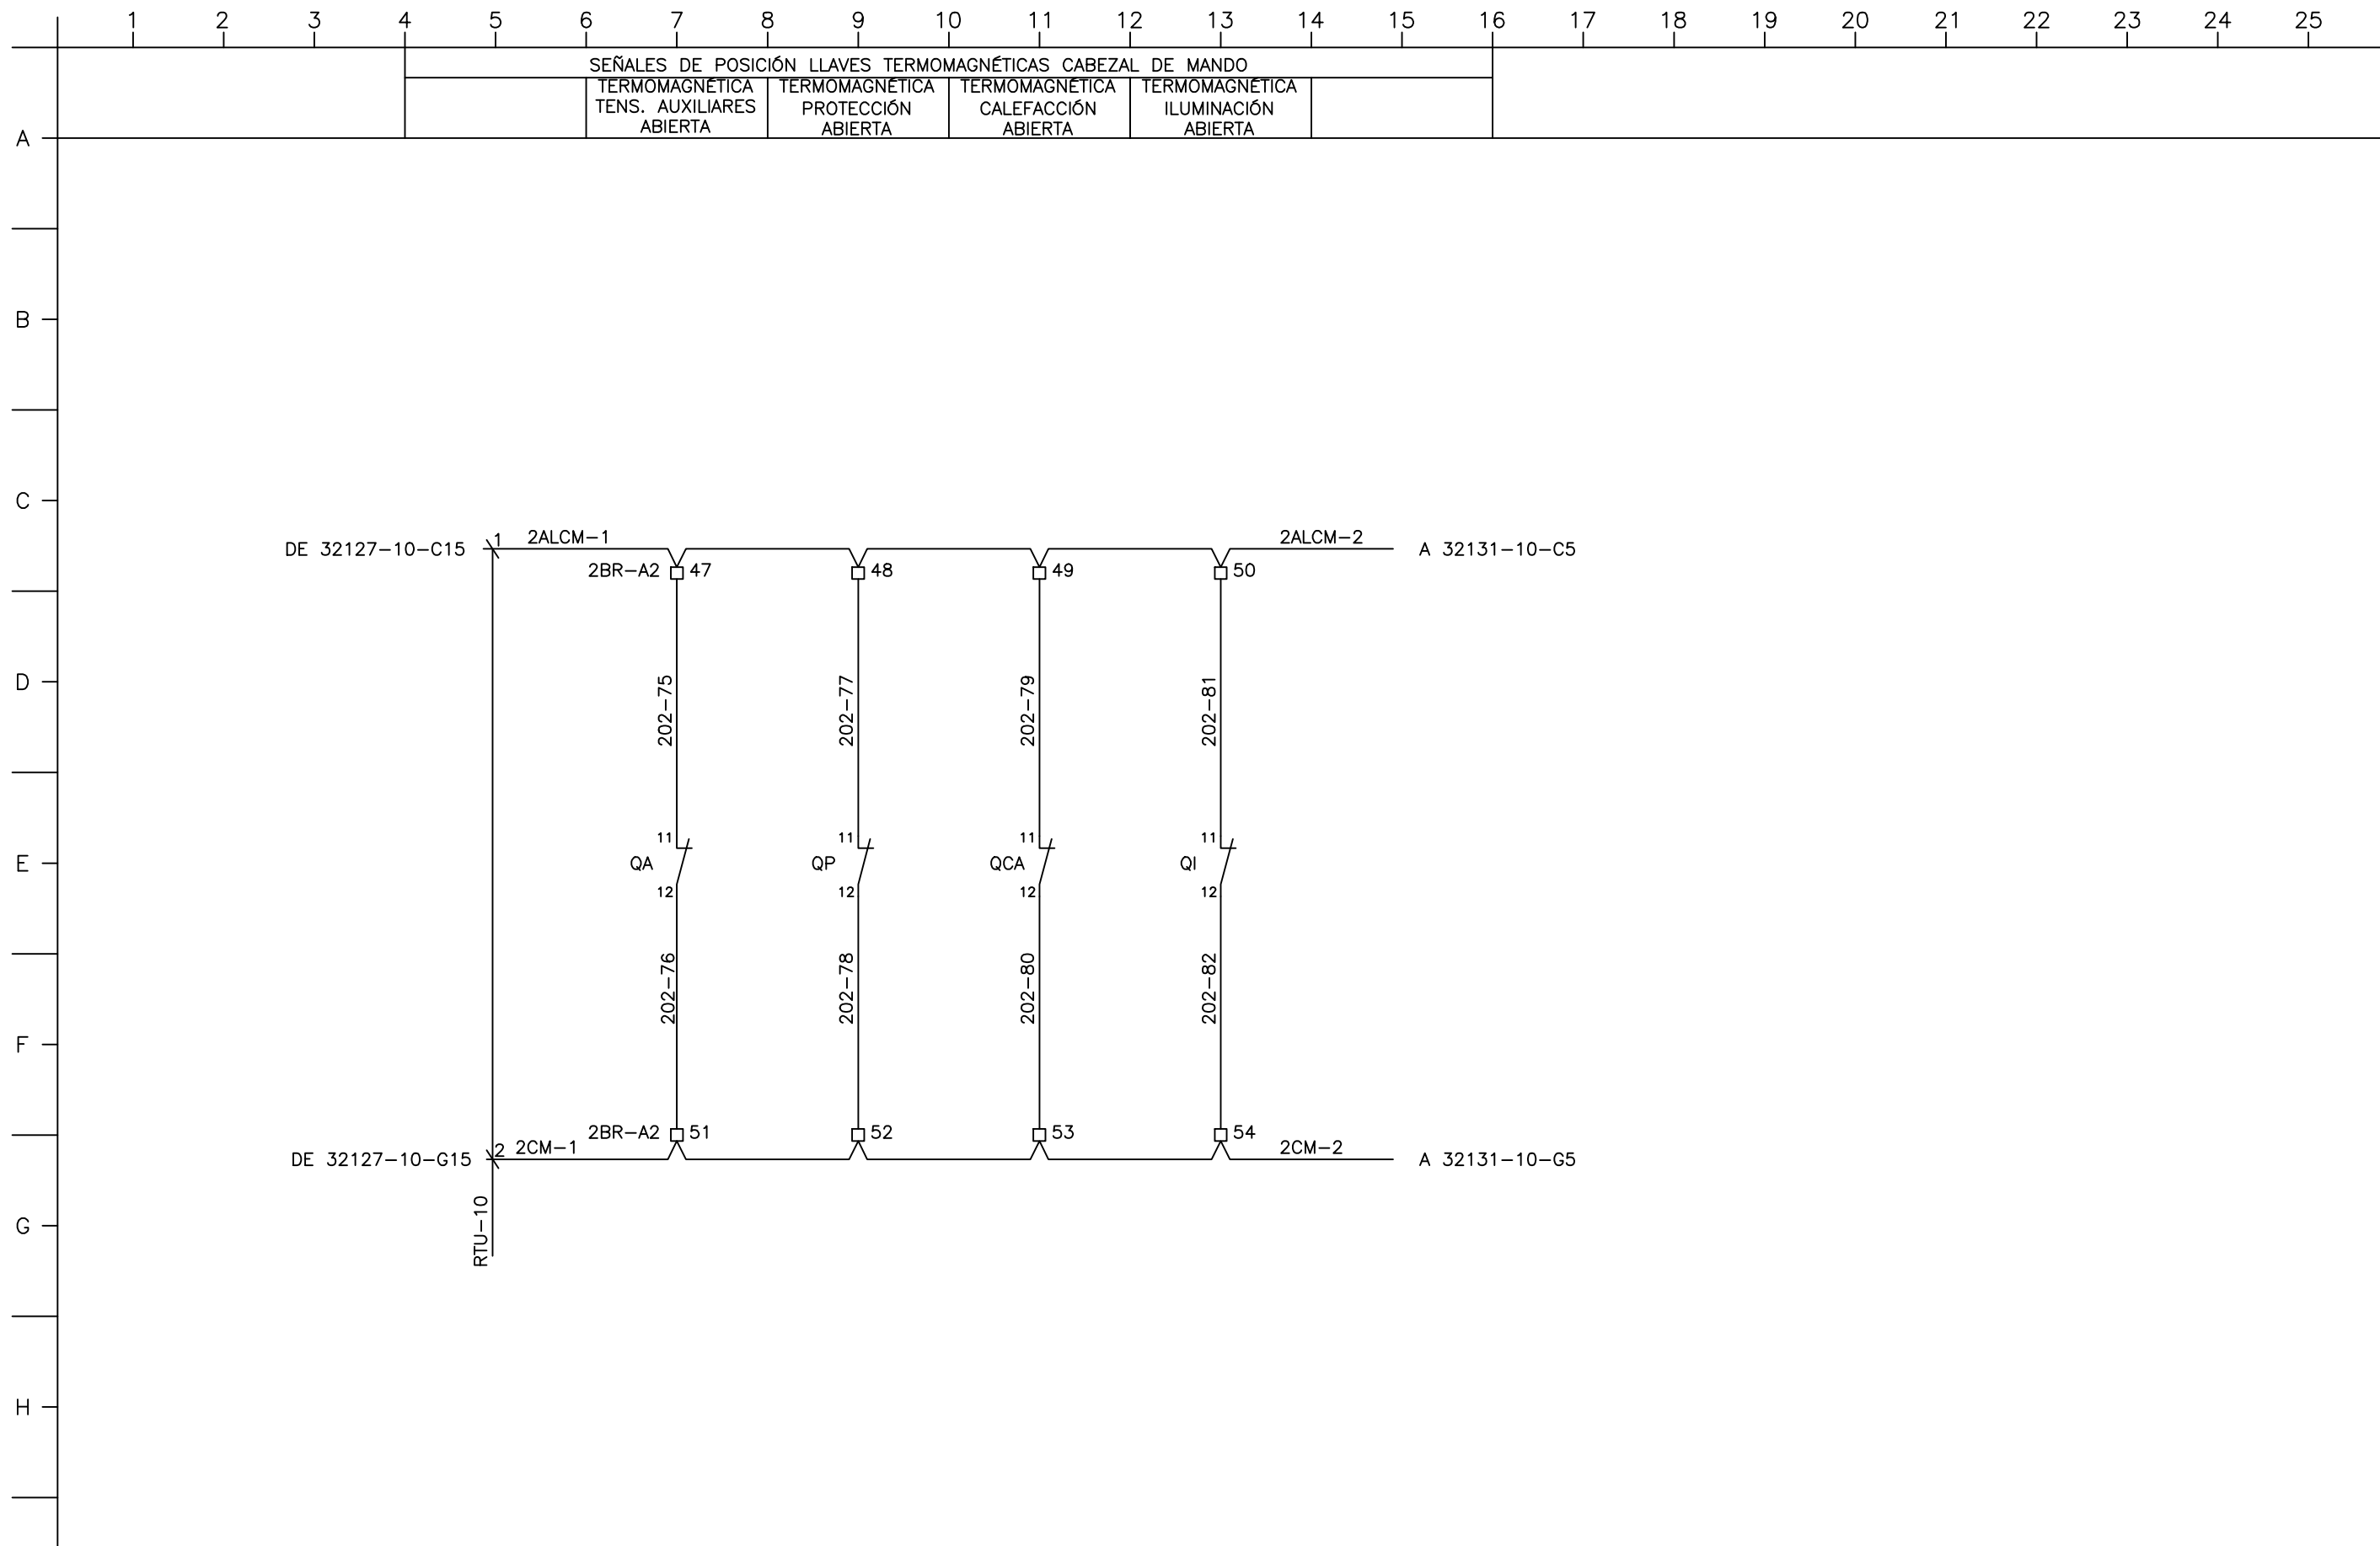 1 2 3 4 5 6 7 8 9 10 11 12 13 14 15 16 17 18 19 20 21 22 23 24 25
SEÑALES DE POSICIÓN LLAVES TERMOMAGNÉTICAS CABEZAL DE MANDO
TERMOMAGNÉTICA
TENS. AUXILIARES
ABIERTA
TERMOMAGNÉTICA
PROTECCIÓN
ABIERTA
TERMOMAGNÉTICA
CALEFACCIÓN
ABIERTA
TERMOMAGNÉTICA
ILUMINACIÓN
ABIERTA
A
B
C
DE 32127-10-C15 1 2ALCM-1 2ALCM-2 A 32131-10-C5
2BR-A2 47 48 49 50
D
202-75 202-77 202-79 202-81
11 11 11 11
E QA QP QCA QI
12 12 12 12
202-76 202-78 202-80 202-82
F
2BR-A2 51 52 53 54
DE 32127-10-G15 2 2CM-1 2CM-2 A 32131-10-G5
RTU-10
G
H